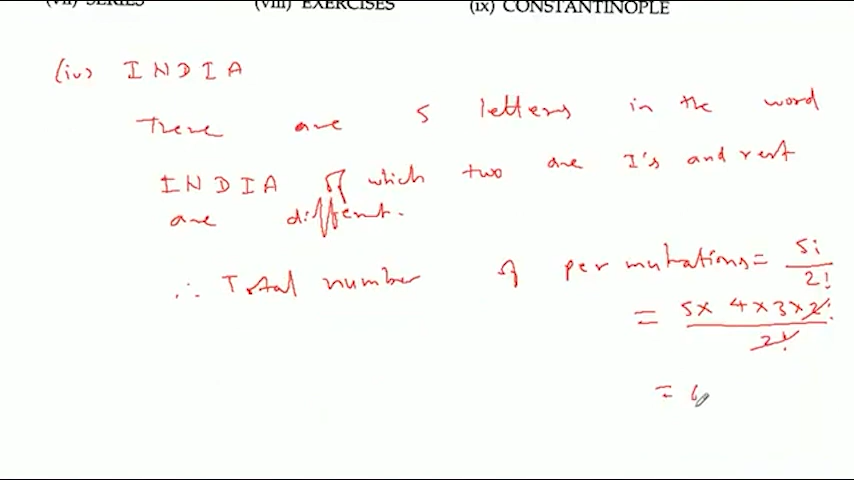 (vii) SERIES (viii) EXERCISES (ix) CONSTANTINOPLE
(iv) INDIA
There are 5 letters in the word
INDIA of which two are I's and rest
are different.
∴ Total number of permutations = 5!/2!
= 5 × 4 × 3 × 2!/2!
= 6